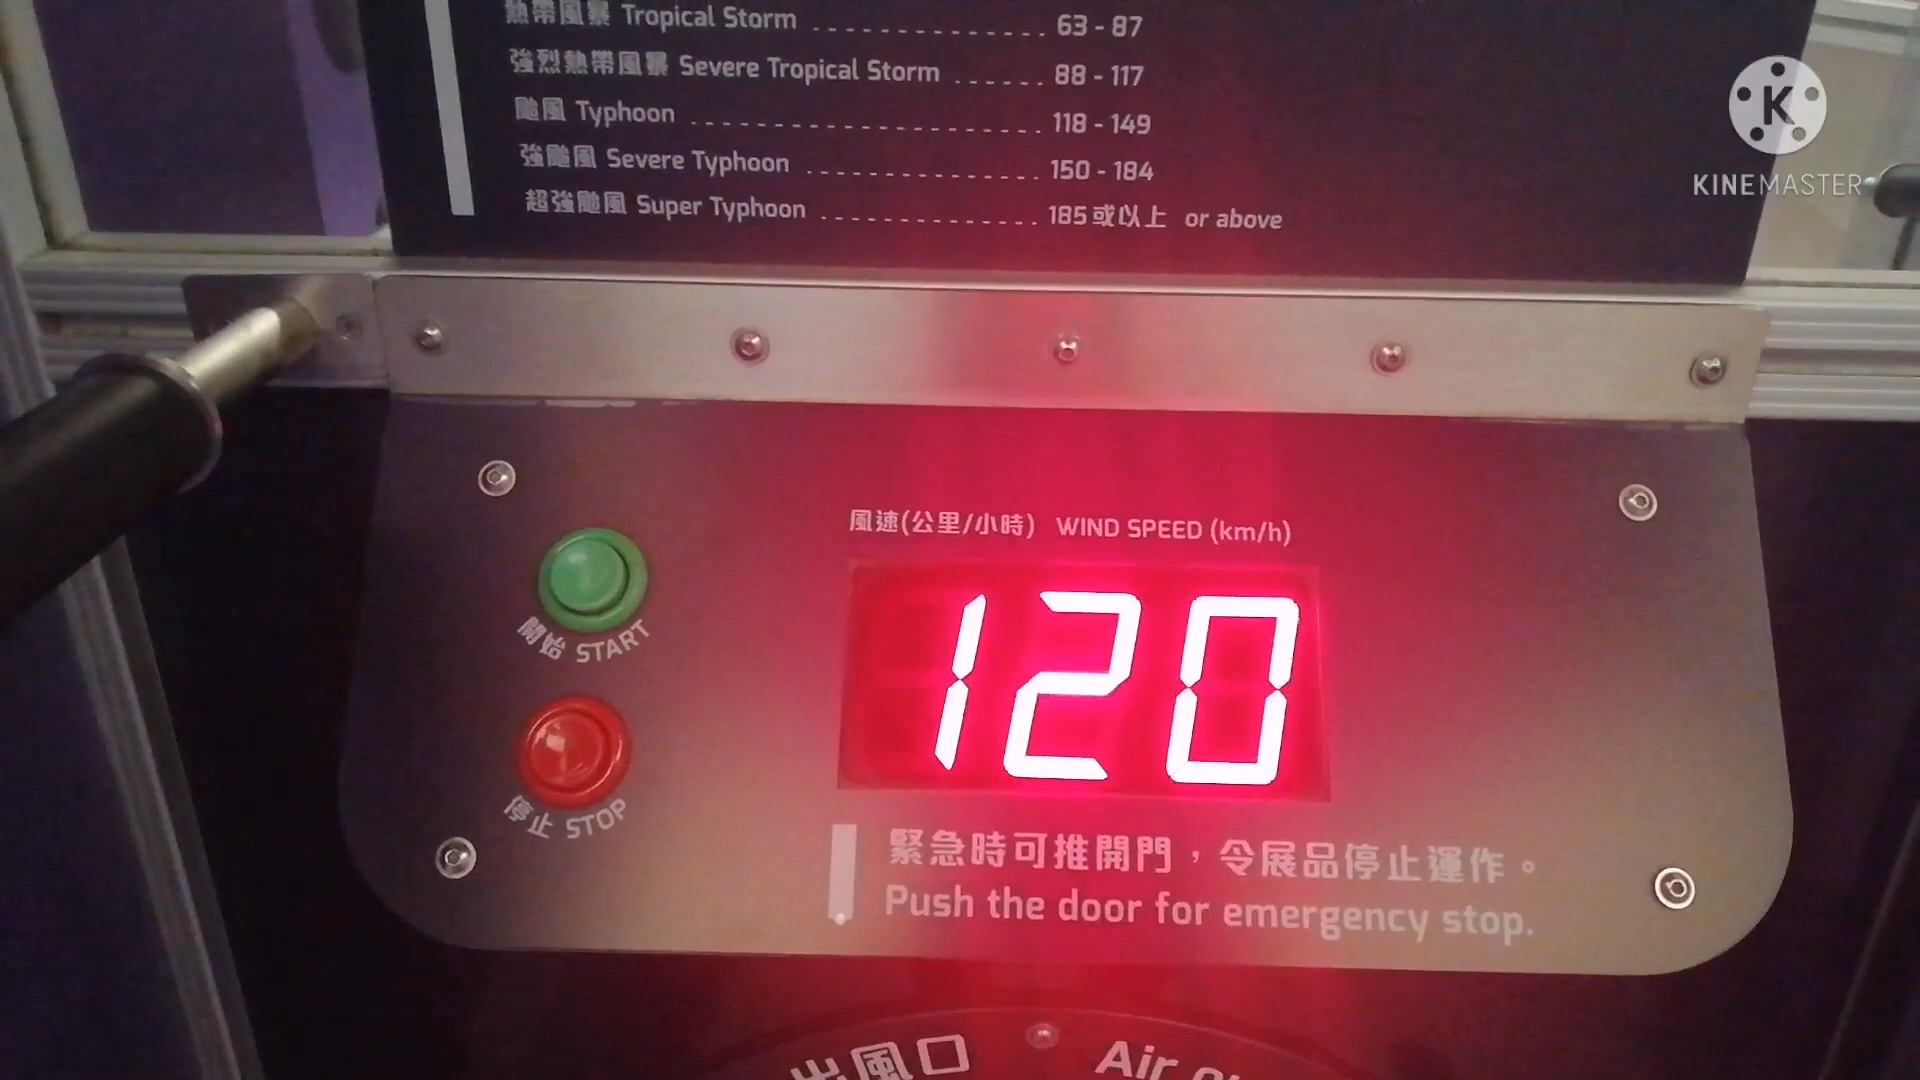 熱帶風暴 Tropical Storm .............. 63 - 87
強烈熱帶風暴 Severe Tropical Storm ...... 88 - 117
颱風 Typhoon .......................... 118 - 149
強颱風 Severe Typhoon ................. 150 - 184
超強颱風 Super Typhoon ................ 185 或以上 or above
K
KINEMASTER
風速(公里/小時) WIND SPEED (km/h)
120
開始 START
停止 STOP
緊急時可推開門，令展品停止運作。
Push the door for emergency stop.
出風口 Air